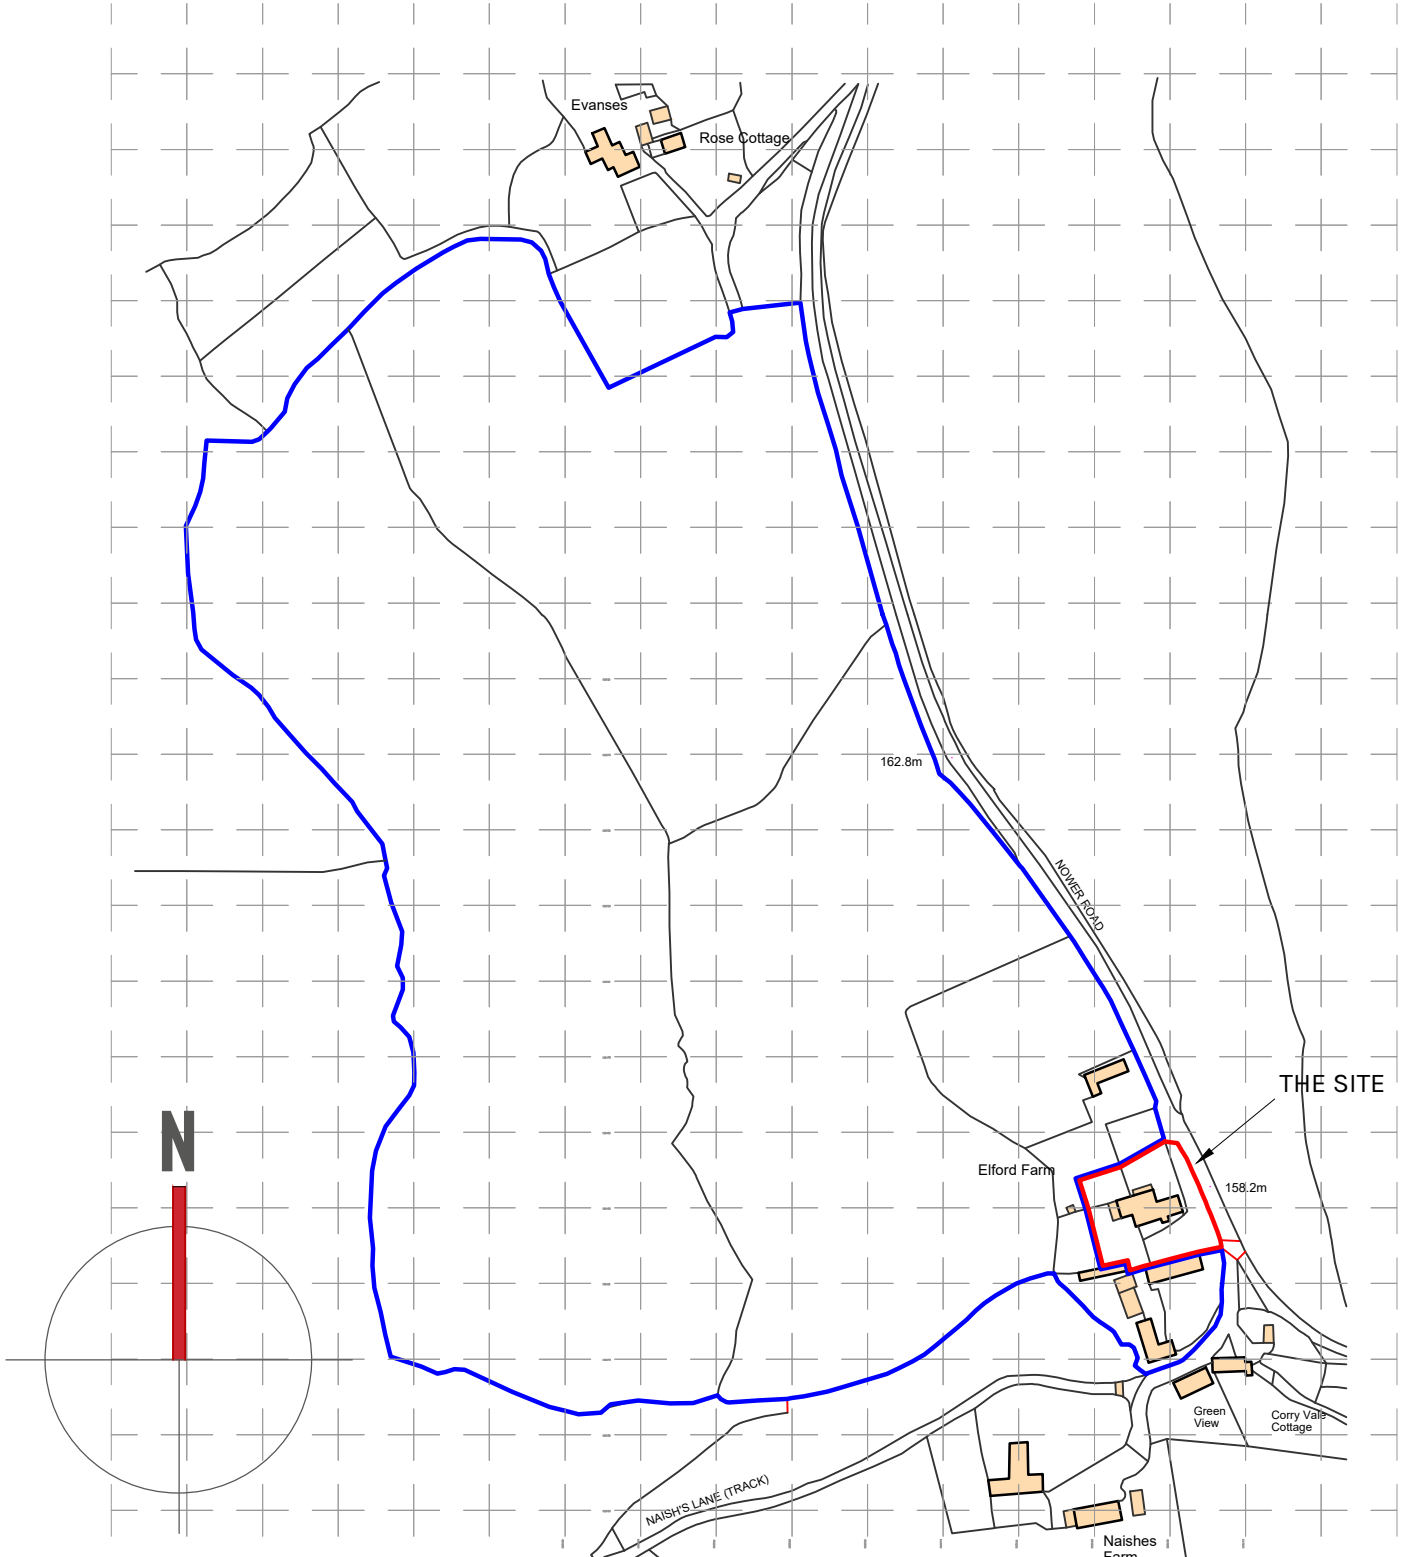 Evanses
Rose Cottage
162.8m
NOWER ROAD
THE SITE
N
Elford Farm
158.2m
Green
View
Corry Vale
Cottage
NAISH'S LANE (TRACK)
Naishes
Farm